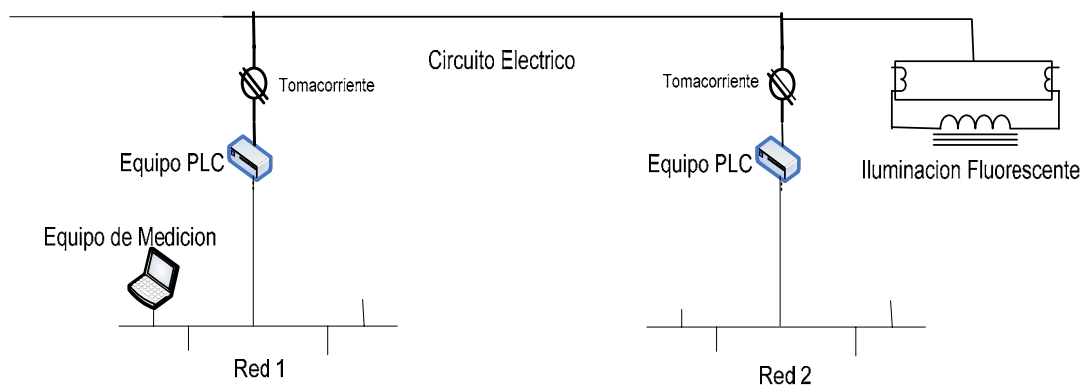 Circuito Electrico
Tomacorriente
Tomacorriente
Equipo PLC
Equipo PLC
Iluminacion Fluorescente
Equipo de Medicion
Red 1
Red 2